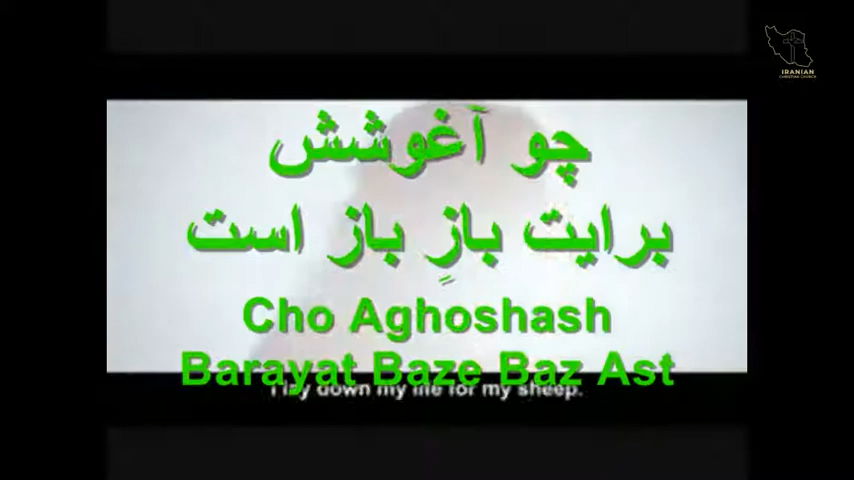 IRANIAN
CHRISTIAN CHURCH
چو آغوشش
برایت بازٍ باز است
Cho Aghoshash
Barayat Baze Baz Ast
I lay down my life for my sheep.